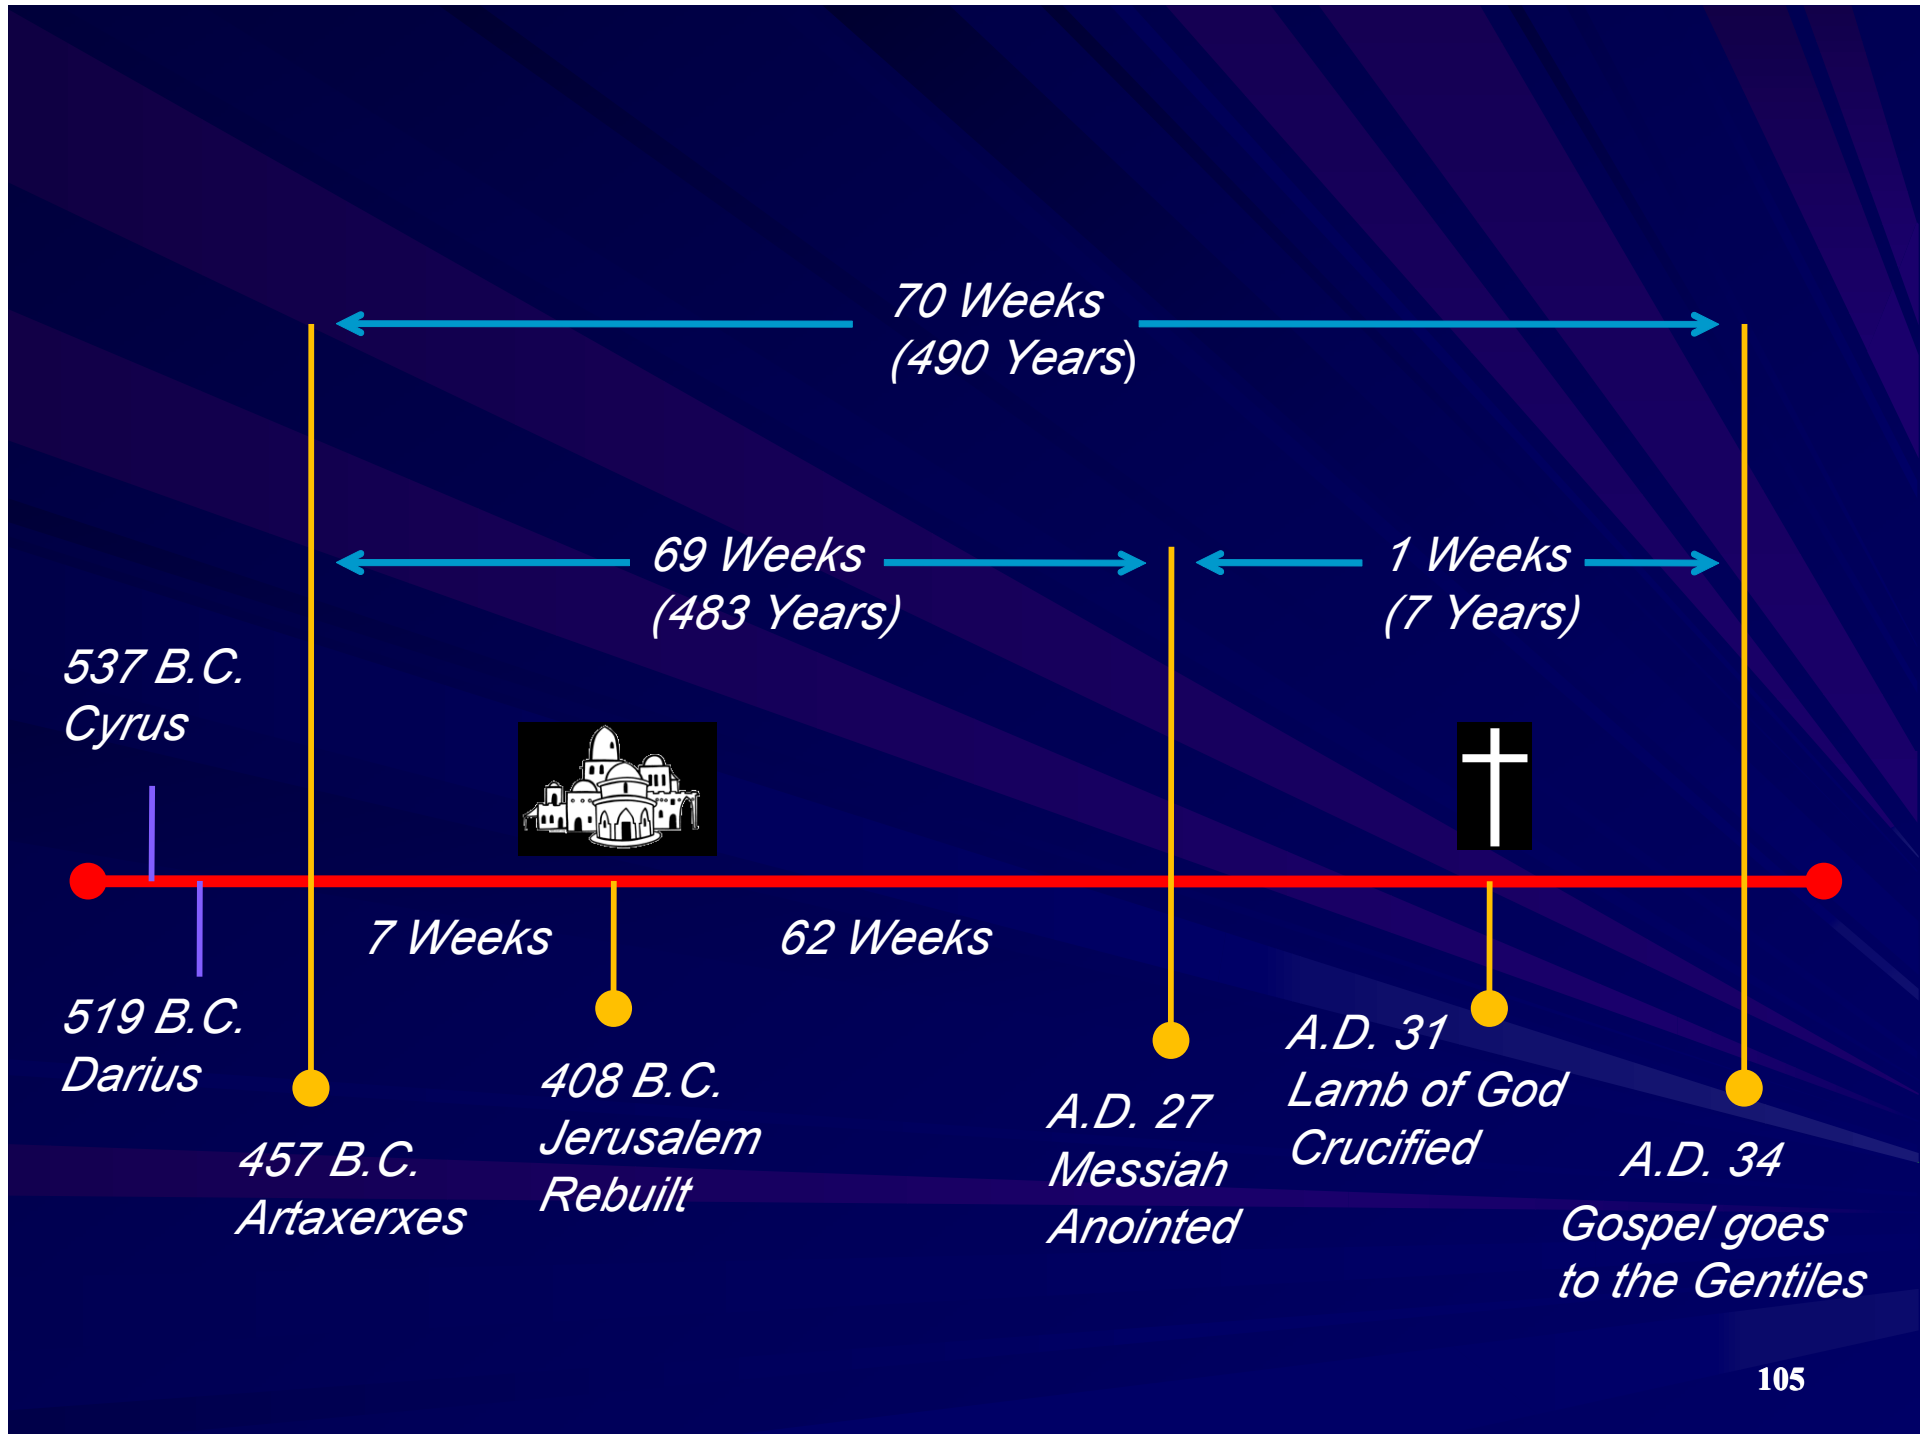 70 Weeks
(490 Years)
69 Weeks
(483 Years)
1 Weeks
(7 Years)
537 B.C.
Cyrus
7 Weeks
62 Weeks
519 B.C.
Darius
457 B.C.
Artaxerxes
408 B.C.
Jerusalem
Rebuilt
A.D. 27
Messiah
Anointed
A.D. 31
Lamb of God
Crucified
A.D. 34
Gospel goes
to the Gentiles
105